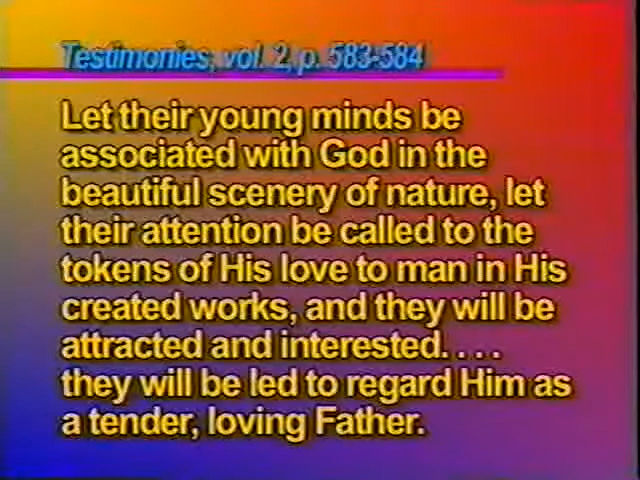 Testimonies, vol. 2, p. 583-584
Let their young minds be
associated with God in the
beautiful scenery of nature, let
their attention be called to the
tokens of His love to man in His
created works, and they will be
attracted and interested. . . .
they will be led to regard Him as
a tender, loving Father.